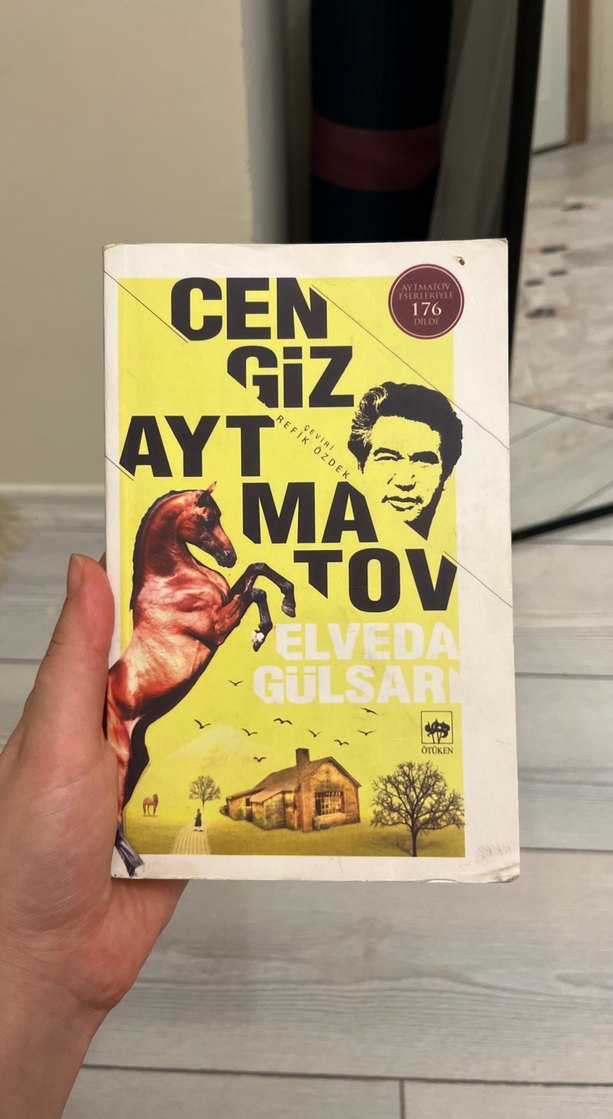 CEN
GİZ
AYT
MA
TOV
AYTMATOV
ESERLERİYLE
176
DİLDE
ÇEVİRİ
REFİK ÖZDEK
ELVEDA
GÜLSARI
ÖTÜKEN